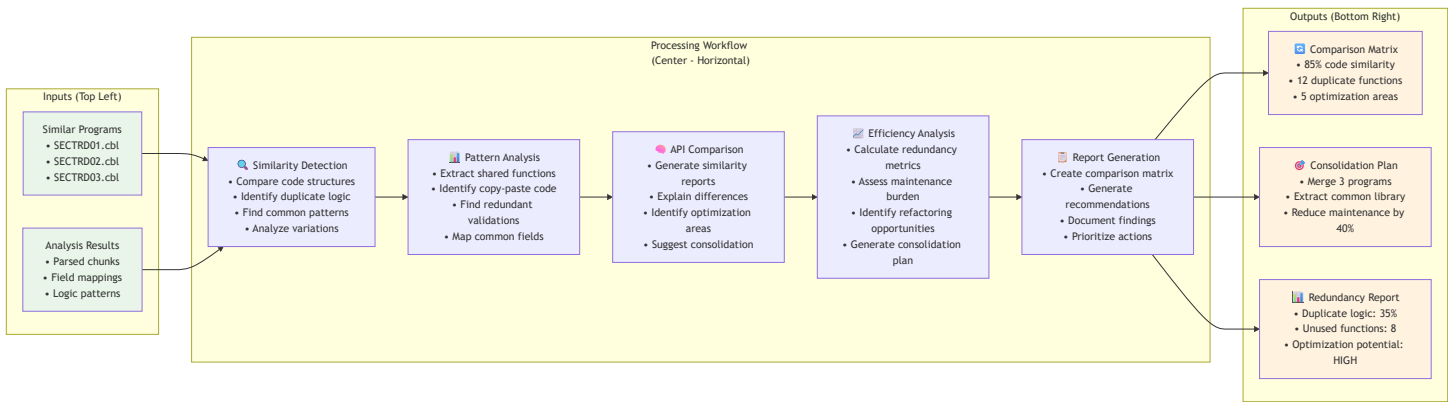 Inputs (Top Left)
Similar Programs
• SECTRD01.cbl
• SECTRD02.cbl
• SECTRD03.cbl
Analysis Results
• Parsed chunks
• Field mappings
• Logic patterns
Processing Workflow
(Center - Horizontal)
🔍 Similarity Detection
• Compare code structures
• Identify duplicate logic
• Find common patterns
• Analyze variations
📊 Pattern Analysis
• Extract shared functions
• Identify copy-paste code
• Find redundant
validations
• Map common fields
🧠 API Comparison
• Generate similarity
reports
• Explain differences
• Identify optimization
areas
• Suggest consolidation
📈 Efficiency Analysis
• Calculate redundancy
metrics
• Assess maintenance
burden
• Identify refactoring
opportunities
• Generate consolidation
plan
📋 Report Generation
• Create comparison matrix
• Generate
recommendations
• Document findings
• Prioritize actions
Outputs (Bottom Right)
🔄 Comparison Matrix
• 85% code similarity
• 12 duplicate functions
• 5 optimization areas
🎯 Consolidation Plan
• Merge 3 programs
• Extract common library
• Reduce maintenance by
40%
📊 Redundancy Report
• Duplicate logic: 35%
• Unused functions: 8
• Optimization potential:
HIGH